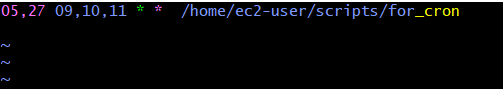 05,27 09,10,11 * * /home/ec2-user/scripts/for_cron
~
~
~